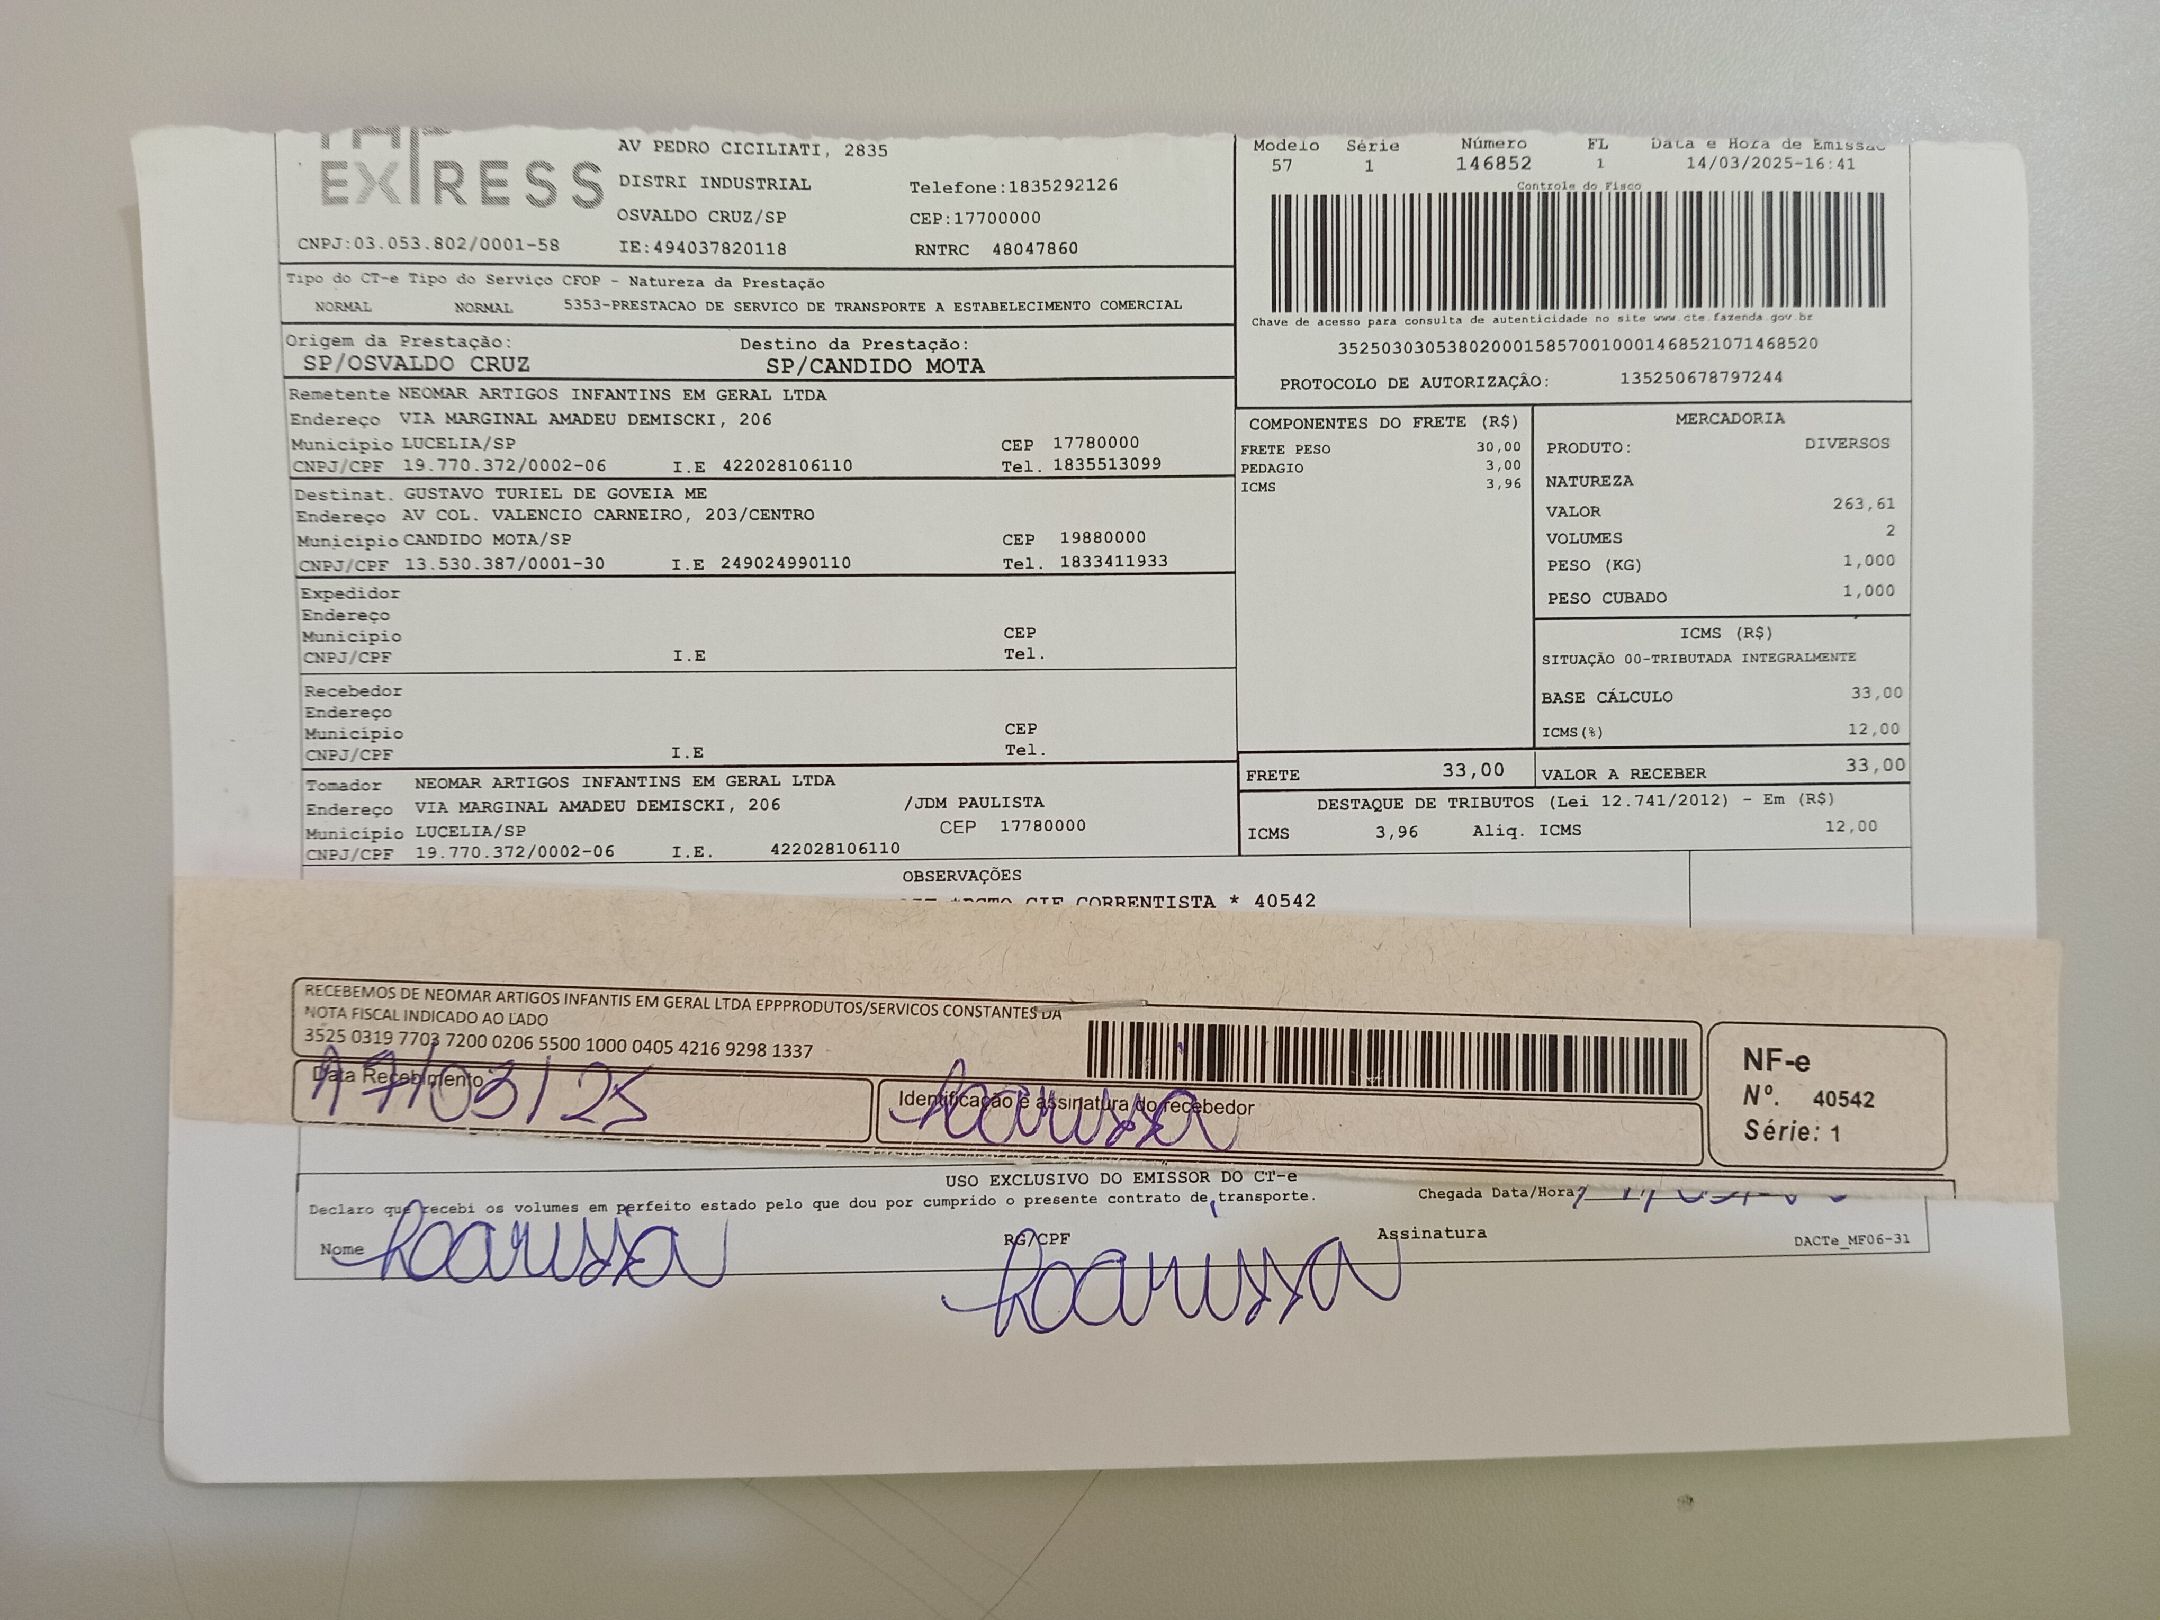 EXPRESS
CNPJ:03.053.802/0001-58
AV PEDRO CICILIATI, 2835
DISTRI INDUSTRIAL Telefone:1835292126
OSVALDO CRUZ/SP CEP:17700000
IE:494037820118 RNTRC 48047860
Modelo Série Número FL Data e Hora de Emissão
57 1 146852 1 14/03/2025-16:41
Controle do Fisco
Chave de acesso para consulta de autenticidade no site www.cte.fazenda.gov.br
35250303053802000158570010001468521071468520
PROTOCOLO DE AUTORIZAÇÂO: 135250678797244
Tipo do CT-e Tipo do Serviço CFOP - Natureza da Prestação
NORMAL NORMAL 5353-PRESTACAO DE SERVICO DE TRANSPORTE A ESTABELECIMENTO COMERCIAL
Origem da Prestação: Destino da Prestação:
SP/OSVALDO CRUZ SP/CANDIDO MOTA
Remetente NEOMAR ARTIGOS INFANTINS EM GERAL LTDA
Endereço VIA MARGINAL AMADEU DEMISCKI, 206
Município LUCELIA/SP CEP 17780000
CNPJ/CPF 19.770.372/0002-06 I.E 422028106110 Tel. 1835513099
Destinat. GUSTAVO TURIEL DE GOVEIA ME
Endereço AV COL. VALENCIO CARNEIRO, 203/CENTRO
Município CANDIDO MOTA/SP CEP 19880000
CNPJ/CPF 13.530.387/0001-30 I.E 249024990110 Tel. 1833411933
Expedidor
Endereço
Município CEP
CNPJ/CPF I.E Tel.
Recebedor
Endereço
Município CEP
CNPJ/CPF I.E Tel.
Tomador NEOMAR ARTIGOS INFANTINS EM GERAL LTDA
Endereço VIA MARGINAL AMADEU DEMISCKI, 206 /JDM PAULISTA
Município LUCELIA/SP CEP 17780000
CNPJ/CPF 19.770.372/0002-06 I.E. 422028106110
COMPONENTES DO FRETE (R$)
FRETE PESO 30,00
PEDAGIO 3,00
ICMS 3,96
MERCADORIA
PRODUTO: DIVERSOS
NATUREZA
VALOR 263,61
VOLUMES 2
PESO (KG) 1,000
PESO CUBADO 1,000
ICMS (R$)
SITUAÇÃO 00-TRIBUTADA INTEGRALMENTE
BASE CÁLCULO 33,00
ICMS(%) 12,00
FRETE 33,00 VALOR A RECEBER 33,00
DESTAQUE DE TRIBUTOS (Lei 12.741/2012) - Em (R$)
ICMS 3,96 Aliq. ICMS 12,00
OBSERVAÇÕES
CIF CORRENTISTA * 40542
RECEBEMOS DE NEOMAR ARTIGOS INFANTIS EM GERAL LTDA EPPPRODUTOS/SERVICOS CONSTANTES DA
NOTA FISCAL INDICADO AO LADO
3525 0319 7703 7200 0206 5500 1000 0405 4216 9298 1337
Data Recebimento
17/03/25
Identificação e assinatura do recebedor
Larissa
NF-e
Nº. 40542
Série: 1
USO EXCLUSIVO DO EMISSOR DO CT-e
Declaro que recebi os volumes em perfeito estado pelo que dou por cumprido o presente contrato de transporte. Chegada Data/Hora
Nome Larissa RG/CPF Assinatura DACTe_MF06-31
Larissa